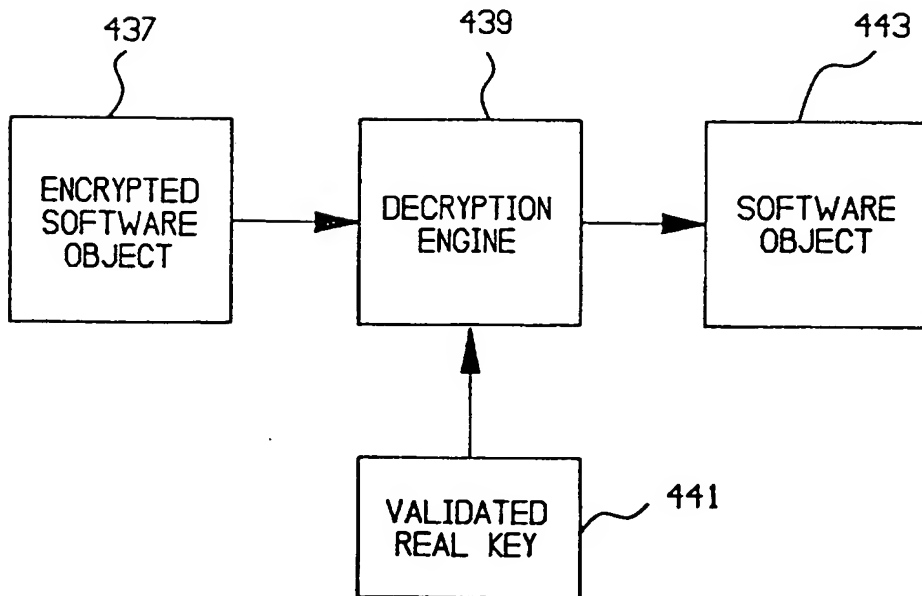 437
439
443
ENCRYPTED
SOFTWARE
OBJECT
DECRYPTION
ENGINE
SOFTWARE
OBJECT
VALIDATED
REAL KEY
441